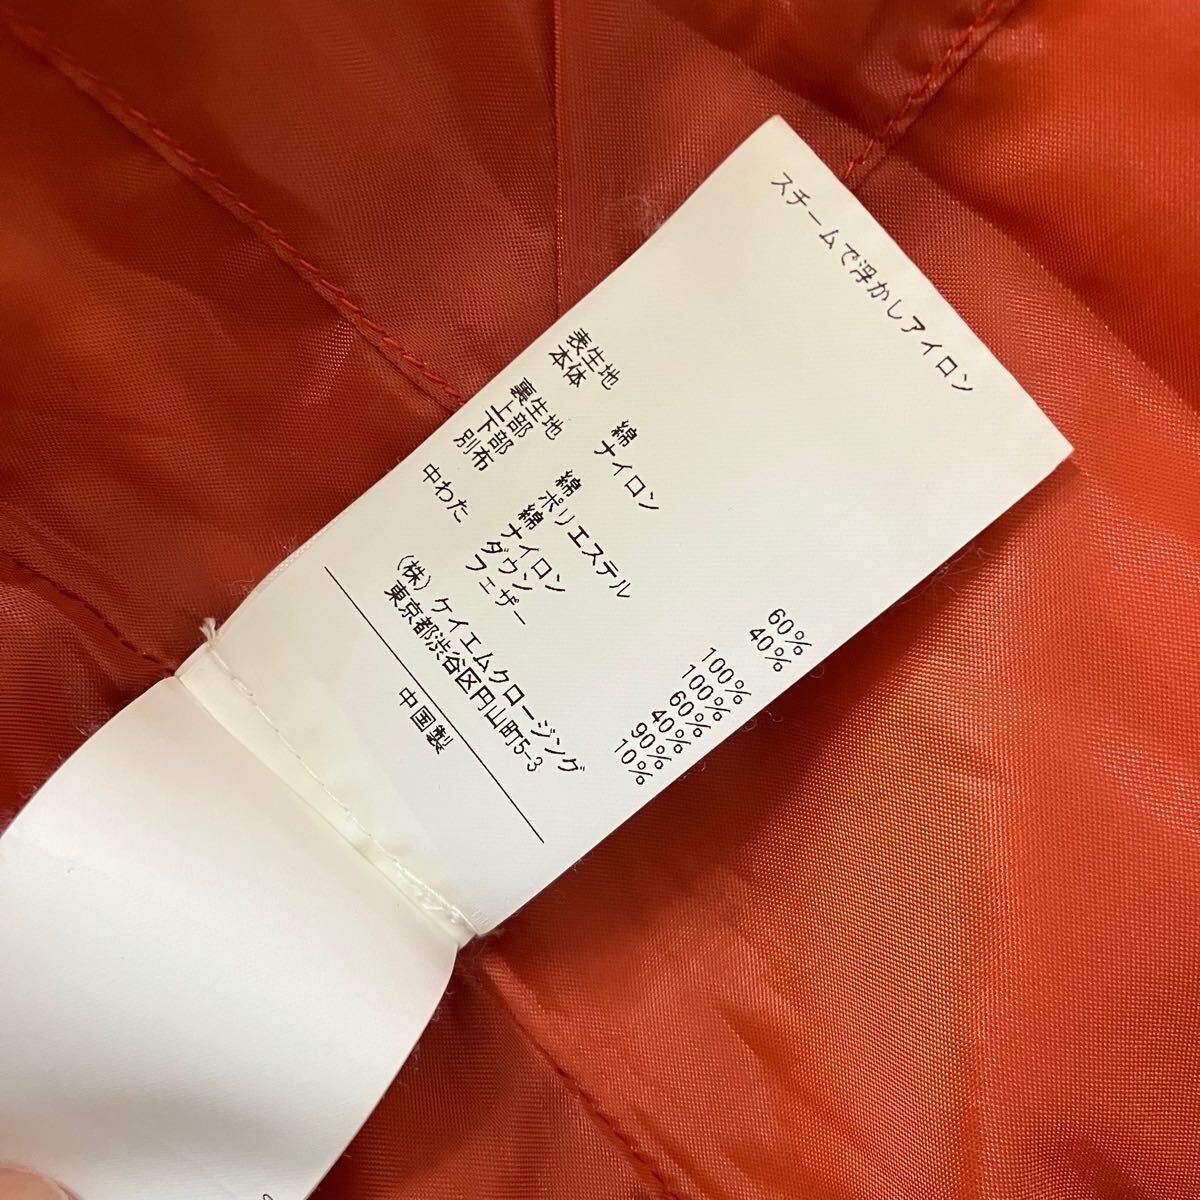 スチームで浮かしアイロン
表生地
本体 綿 60%
ナイロン 40%
裏生地
上部 綿 100%
下部 ポリエステル 100%
別布 綿 60%
ナイロン 40%
中わた ダウン 90%
フェザー 10%
(株)ケイエムクロージング
東京都渋谷区円山町5-3
中国製